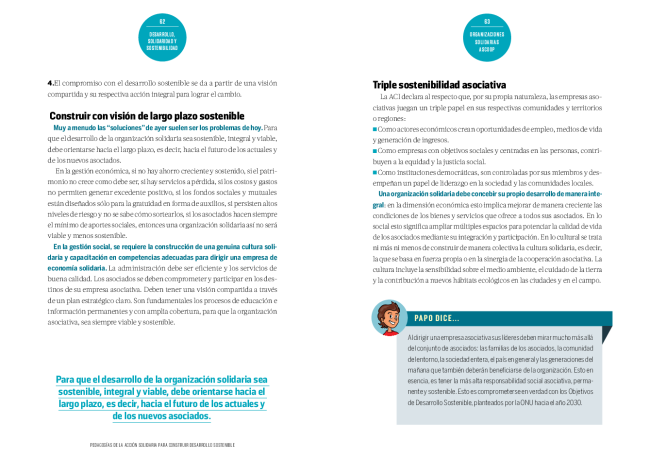 62
DESARROLLO,
SOLIDARIDAD Y
SOSTENIBILIDAD
4.El compromiso con el desarrollo sostenible se da a partir de una visión
compartida y su respectiva acción integral para lograr el cambio.
Construir con visión de largo plazo sostenible
Muy a menudo las “soluciones” de ayer suelen ser los problemas de hoy. Para
que el desarrollo de la organización solidaria sea sostenible, integral y viable,
debe orientarse hacia el largo plazo, es decir, hacia el futuro de los actuales y
de los nuevos asociados.
En la gestión económica, si no hay ahorro creciente y sostenido, si el patri-
monio no crece como debe ser, si hay servicios a pérdida, si los costos y gastos
no permiten generar excedente positivo, si los fondos sociales y mutuales
están diseñados sólo para la gratuidad en forma de auxilios, si persisten altos
niveles de riesgo y no se sabe cómo sortearlos, si los asociados hacen siempre
el mínimo de aportes sociales, entonces una organización solidaria así no será
viable y menos sostenible.
En la gestión social, se requiere la construcción de una genuina cultura soli-
daria y capacitación en competencias adecuadas para dirigir una empresa de
economía solidaria. La administración debe ser eficiente y los servicios de
buena calidad. Los asociados se deben comprometer y participar en los des-
tinos de su empresa asociativa. Deben tener una visión compartida a través
de un plan estratégico claro. Son fundamentales los procesos de educación e
información permanentes y con amplia cobertura, para que la organización
asociativa, sea siempre viable y sostenible.
Para que el desarrollo de la organización solidaria sea
sostenible, integral y viable, debe orientarse hacia el
largo plazo, es decir, hacia el futuro de los actuales y
de los nuevos asociados.
PEDAGOGÍAS DE LA ACCIÓN SOLIDARIA PARA CONSTRUIR DESARROLLO SOSTENIBLE
63
ORGANIZACIONES
SOLIDARIAS
ASCOOP
Triple sostenibilidad asociativa
La ACI declara al respecto que, por su propia naturaleza, las empresas aso-
ciativas juegan un triple papel en sus respectivas comunidades y territorios
o regiones:
Como actores económicos crean oportunidades de empleo, medios de vida
y generación de ingresos.
Como empresas con objetivos sociales y centradas en las personas, contri-
buyen a la equidad y la justicia social.
Como instituciones democráticas, son controladas por sus miembros y des-
empeñan un papel de liderazgo en la sociedad y las comunidades locales.
Una organización solidaria debe concebir su propio desarrollo de manera inte-
gral: en la dimensión económica esto implica mejorar de manera creciente las
condiciones de los bienes y servicios que ofrece a todos sus asociados. En lo
social esto significa ampliar múltiples espacios para potenciar la calidad de vida
de los asociados mediante su integración y participación. En lo cultural se trata
ni más ni menos de construir de manera colectiva la cultura solidaria, es decir,
la que se basa en fuerza propia o en la sinergia de la cooperación asociativa. La
cultura incluye la sensibilidad sobre el medio ambiente, el cuidado de la tierra
y la contribución a nuevos hábitats ecológicos en las ciudades y en el campo.
PAPO DICE...
Al dirigir una empresa asociativa sus líderes deben mirar mucho más allá
del conjunto de asociados: las familias de los asociados, la comunidad
del entorno, la sociedad entera, el país en general y las generaciones del
mañana que también deberán beneficiarse de la organización. Esto en
esencia, es tener la más alta responsabilidad social asociativa, perma-
nente y sostenible. Esto es comprometerse en verdad con los Objetivos
de Desarrollo Sostenible, planteados por la ONU hacia el año 2030.